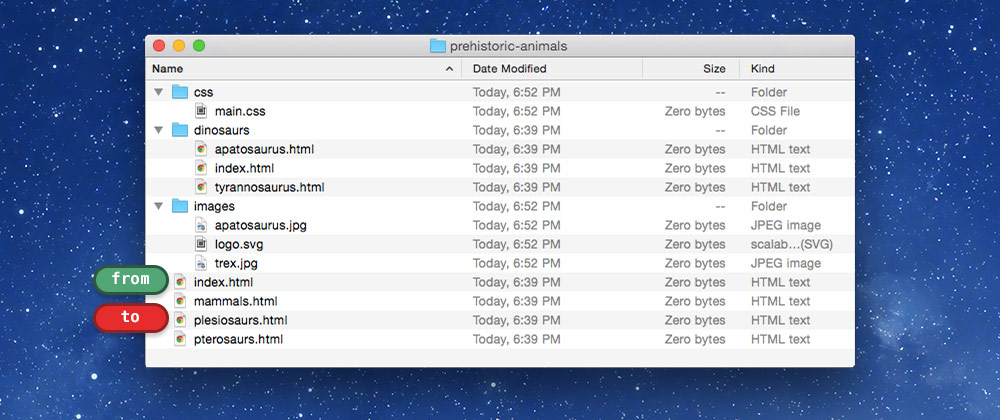 prehistoric-animals
Name Date Modified Size Kind
css Today, 6:52 PM -- Folder
main.css Today, 6:52 PM Zero bytes CSS File
dinosaurs Today, 6:39 PM -- Folder
apatosaurus.html Today, 6:39 PM Zero bytes HTML text
index.html Today, 6:39 PM Zero bytes HTML text
tyrannosaurus.html Today, 6:39 PM Zero bytes HTML text
images Today, 6:52 PM -- Folder
apatosaurus.jpg Today, 6:52 PM Zero bytes JPEG image
logo.svg Today, 6:52 PM Zero bytes scalab...(SVG)
trex.jpg Today, 6:52 PM Zero bytes JPEG image
from index.html Today, 6:39 PM Zero bytes HTML text
mammals.html Today, 6:39 PM Zero bytes HTML text
to plesiosaurs.html Today, 6:39 PM Zero bytes HTML text
pterosaurs.html Today, 6:39 PM Zero bytes HTML text